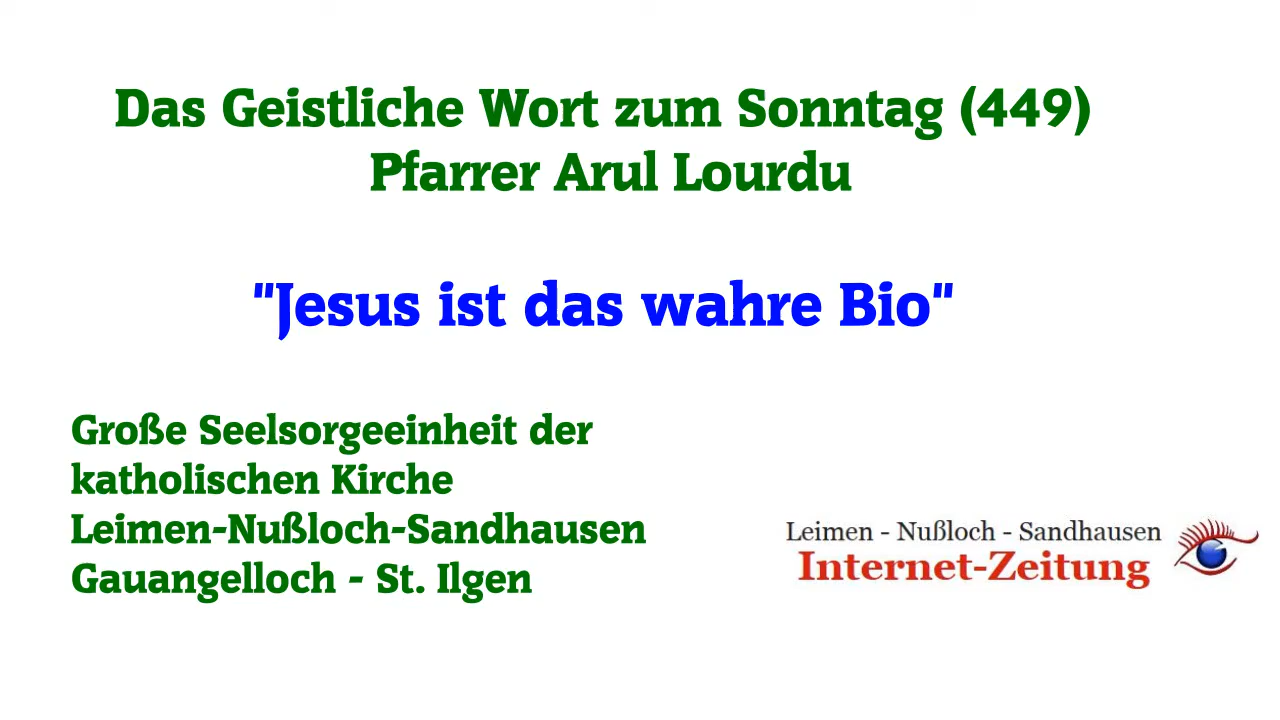 Das Geistliche Wort zum Sonntag (449)
Pfarrer Arul Lourdu
"Jesus ist das wahre Bio"
Große Seelsorgeeinheit der
katholischen Kirche
Leimen-Nußloch-Sandhausen
Gauangelloch - St. Ilgen
Leimen - Nußloch - Sandhausen
Internet-Zeitung